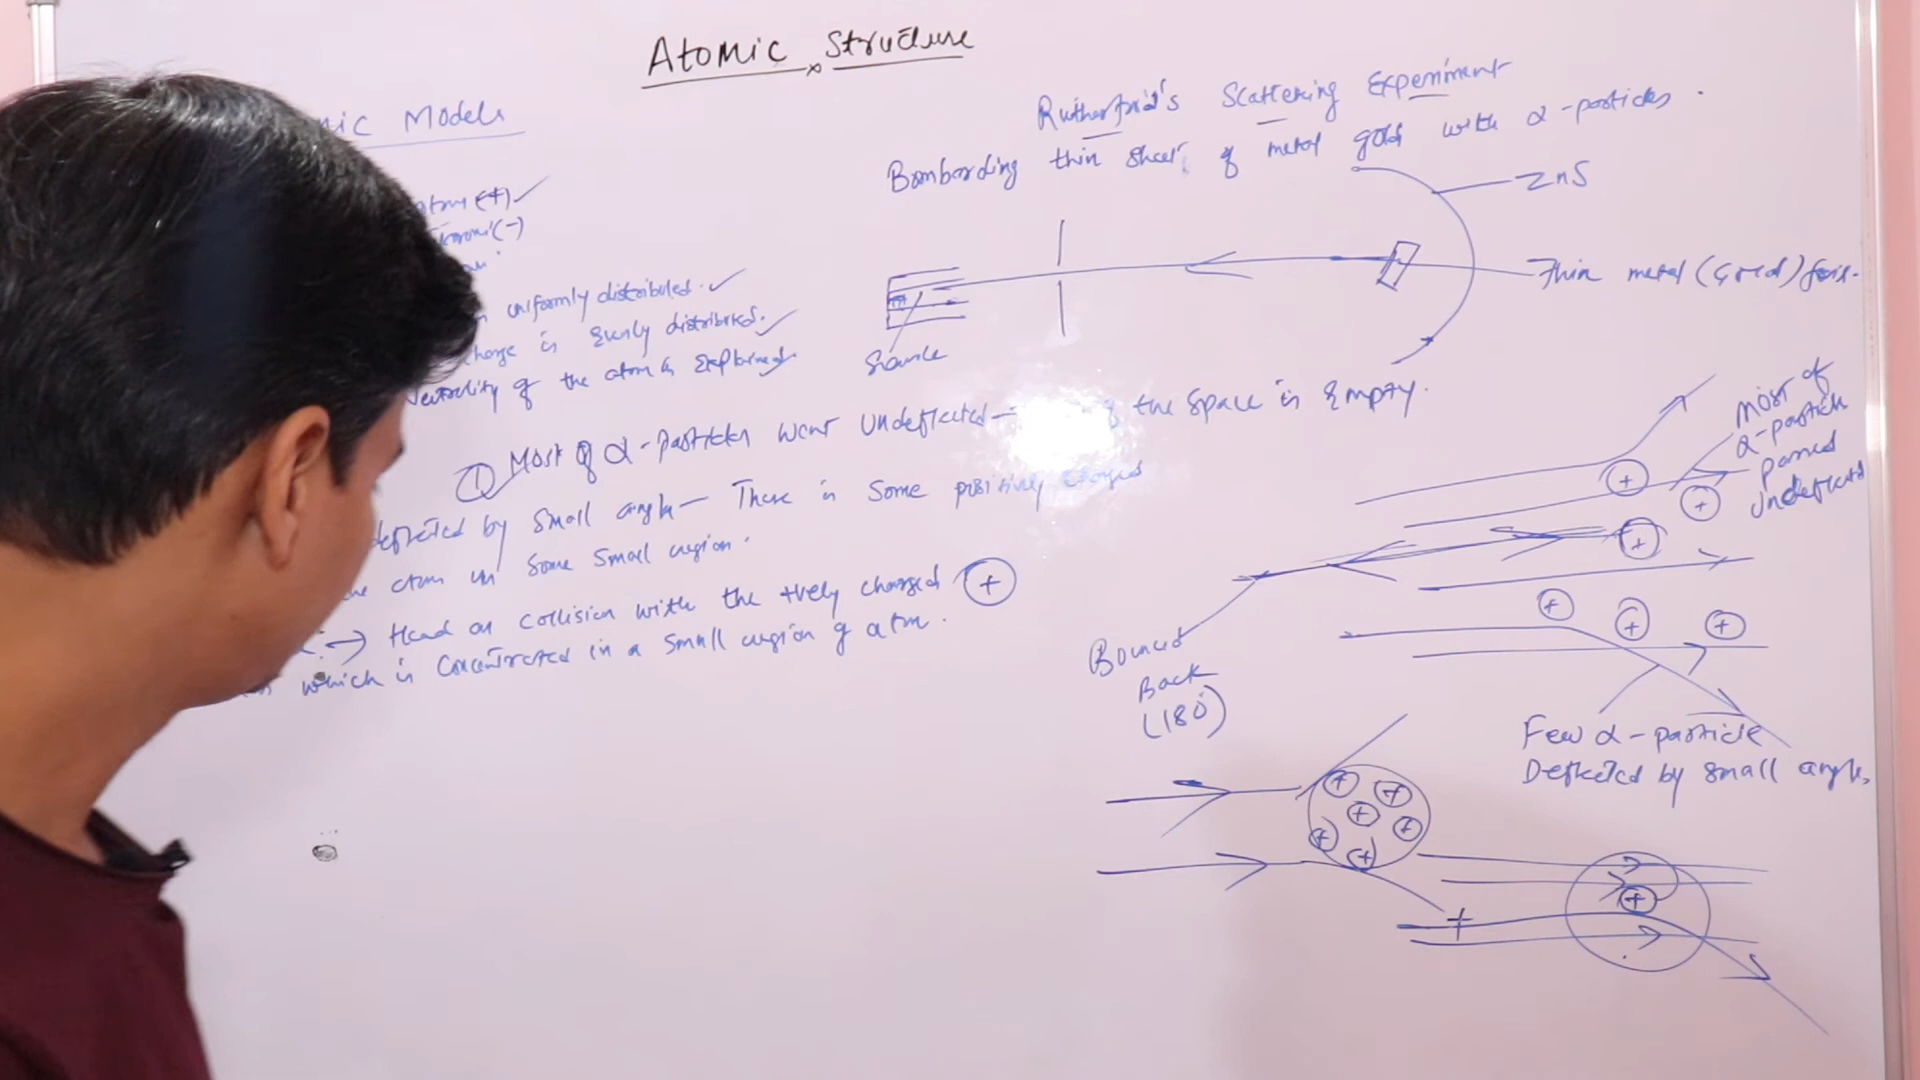 Atomic Structure
Models
Rutherford's Scattering Experiment
Bombarding thin sheet of metal gold with α-particles.
(+)
(-)
uniformly distributed.
charge is evenly distributed.
Neutrality of the atom is Explained.
ZnS
Thin metal (Gold) foil.
Source
① Most of α-Particles went Undeflected - the space is Empty.
deflected by small angle - There is some positively charged
the atom in some small region.
→ Head on collision with the +vely charged +
which is concentrated in a small region of atom.
Most of
α-particle
passed
undeflected
+
+
+
+
+
+
Bounced
Back
(180°)
Few α-particle
Deflected by small angle.
+ +
+
+ +
+
+
+